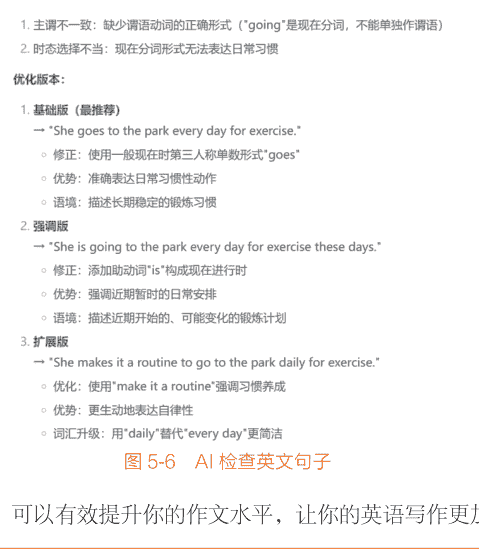 1. 主谓不一致：缺少谓语动词的正确形式（"going"是现在分词，不能单独作谓语）
2. 时态选择不当：现在分词形式无法表达日常习惯
优化版本：
1. 基础版（最推荐）
→ "She goes to the park every day for exercise."
○ 修正：使用一般现在时第三人称单数形式"goes"
○ 优势：准确表达日常习惯性动作
○ 语境：描述长期稳定的锻炼习惯
2. 强调版
→ "She is going to the park every day for exercise these days."
○ 修正：添加助动词"is"构成现在进行时
○ 优势：强调近期暂时的日常安排
○ 语境：描述近期开始的、可能变化的锻炼计划
3. 扩展版
→ "She makes it a routine to go to the park daily for exercise."
○ 优化：使用"make it a routine"强调习惯养成
○ 优势：更生动地表达自律性
○ 词汇升级：用"daily"替代"every day"更简洁
图 5-6 AI 检查英文句子
可以有效提升你的作文水平，让你的英语写作更加